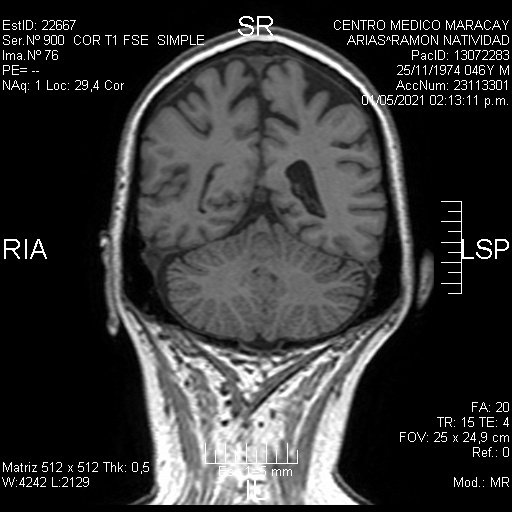 EstID: 22667
Ser.Nº 900 COR T1 FSE SIMPLE
Ima.Nº 76
PE= --
NAq: 1 Loc: 29,4 Cor
SR
CENTRO MEDICO MARACAY
ARIAS^RAMON NATIVIDAD
PacID: 13072283
25/11/1974 046Y M
AccNum: 23113301
01/05/2021 02:13:11 p.m.
RIA
LSP
FA: 20
TR: 15 TE: 4
FOV: 25 x 24,9 cm
Ref.: 0
Mod.: MR
Matriz 512 x 512 Thk: 0,5
W:4242 L:2129
5 mm